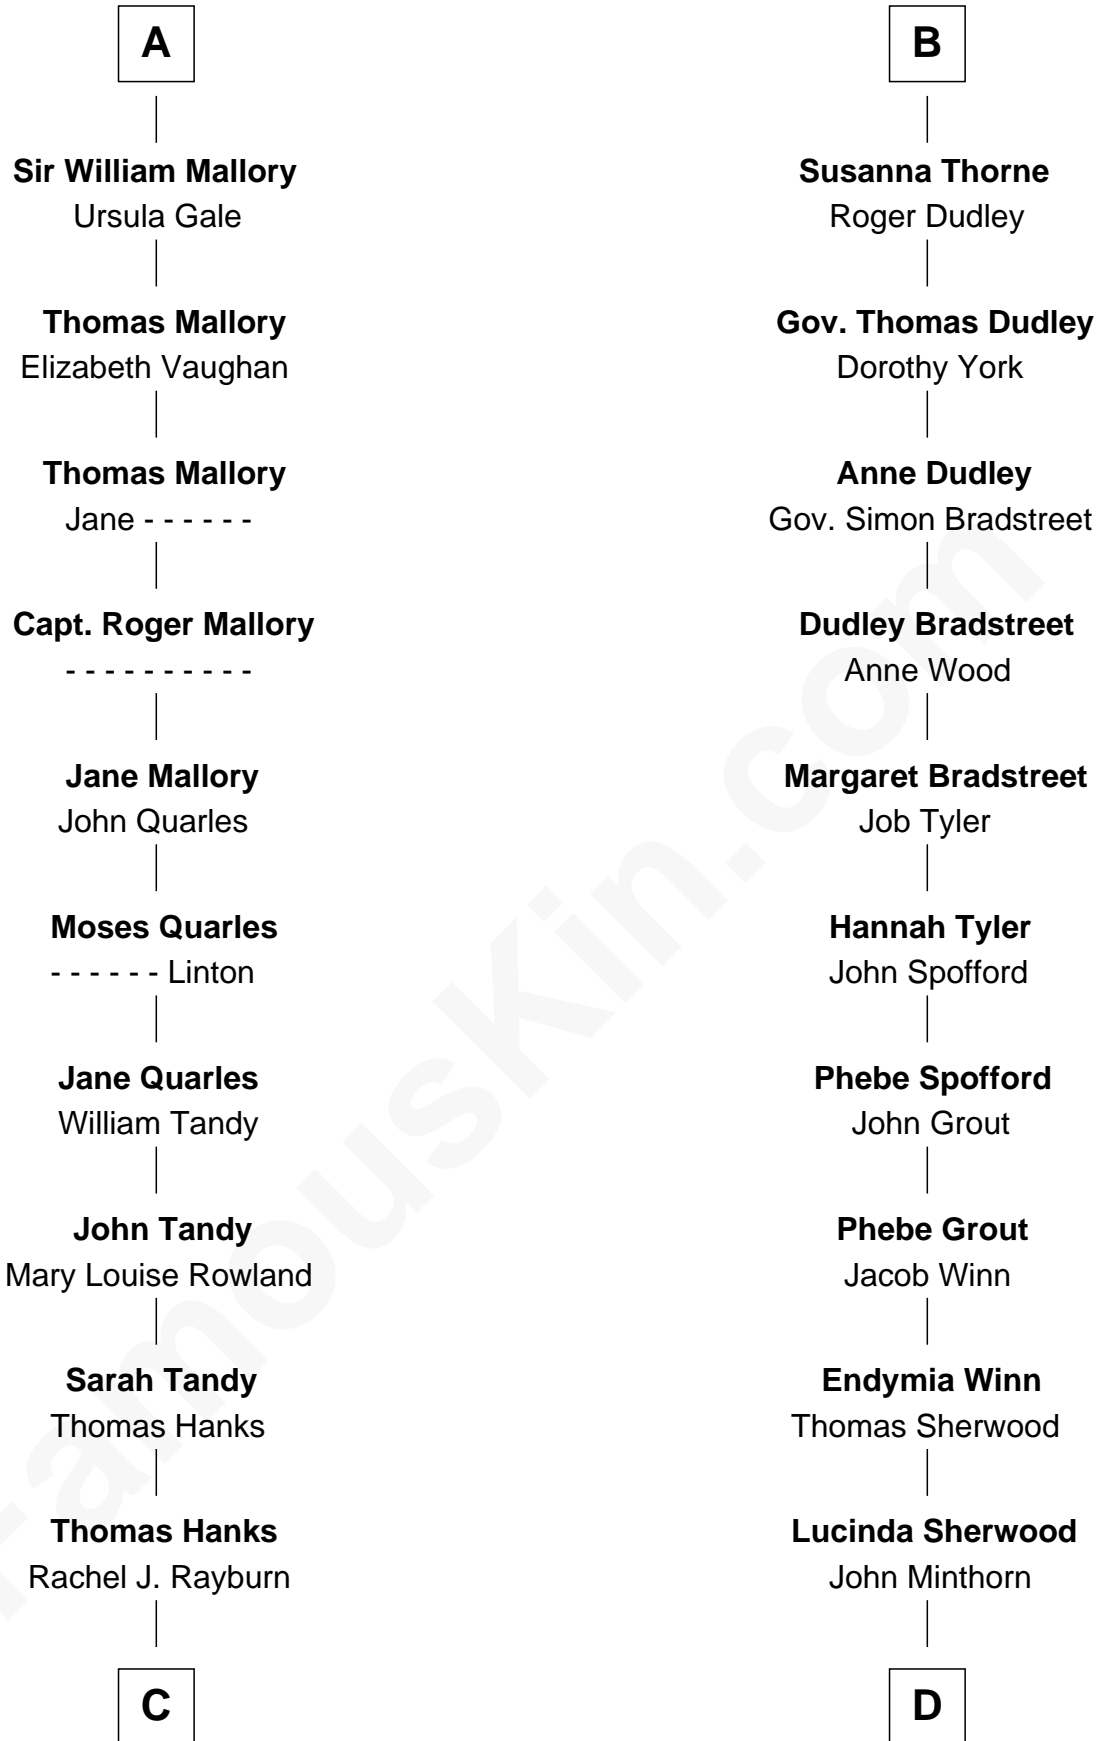 A
Sir William Mallory
Ursula Gale
Thomas Mallory
Elizabeth Vaughan
Thomas Mallory
Jane - - - - - -
Capt. Roger Mallory
- - - - - - - - - -
Jane Mallory
John Quarles
Moses Quarles
- - - - - - Linton
Jane Quarles
William Tandy
John Tandy
Mary Louise Rowland
Sarah Tandy
Thomas Hanks
Thomas Hanks
Rachel J. Rayburn
C
B
Susanna Thorne
Roger Dudley
Gov. Thomas Dudley
Dorothy York
Anne Dudley
Gov. Simon Bradstreet
Dudley Bradstreet
Anne Wood
Margaret Bradstreet
Job Tyler
Hannah Tyler
John Spofford
Phebe Spofford
John Grout
Phebe Grout
Jacob Winn
Endymia Winn
Thomas Sherwood
Lucinda Sherwood
John Minthorn
D
FamousKin.com